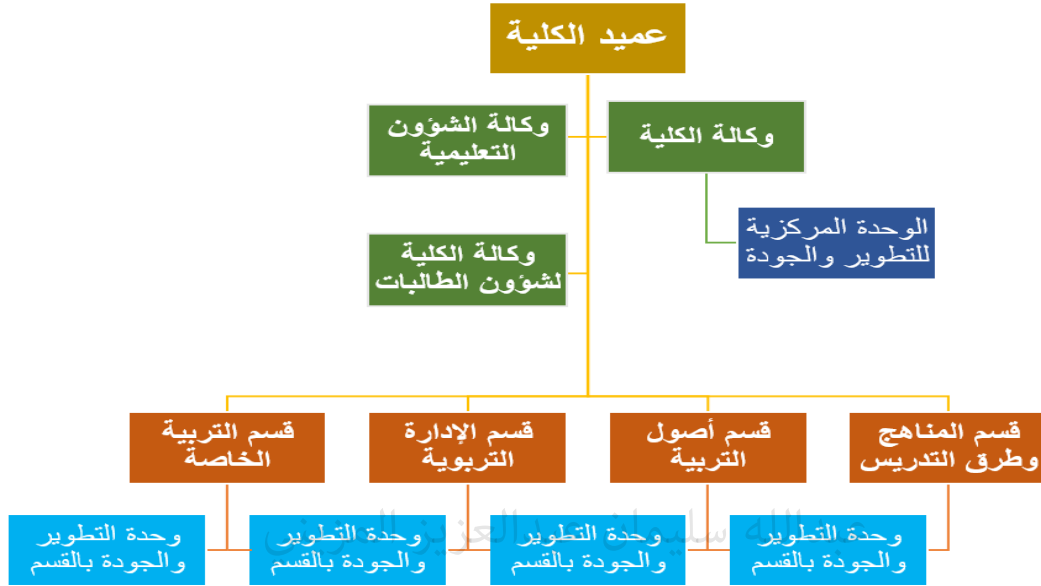 عميد الكلية
وكالة الكلية
وكالة الشؤون
التعليمية
الوحدة المركزية
للتطوير والجودة
وكالة الكلية
لشؤون الطالبات
قسم المناهج
وطرق التدريس
قسم أصول
التربية
قسم الإدارة
التربوية
قسم التربية
الخاصة
وحدة التطوير
والجودة بالقسم
وحدة التطوير
والجودة بالقسم
وحدة التطوير
والجودة بالقسم
وحدة التطوير
والجودة بالقسم